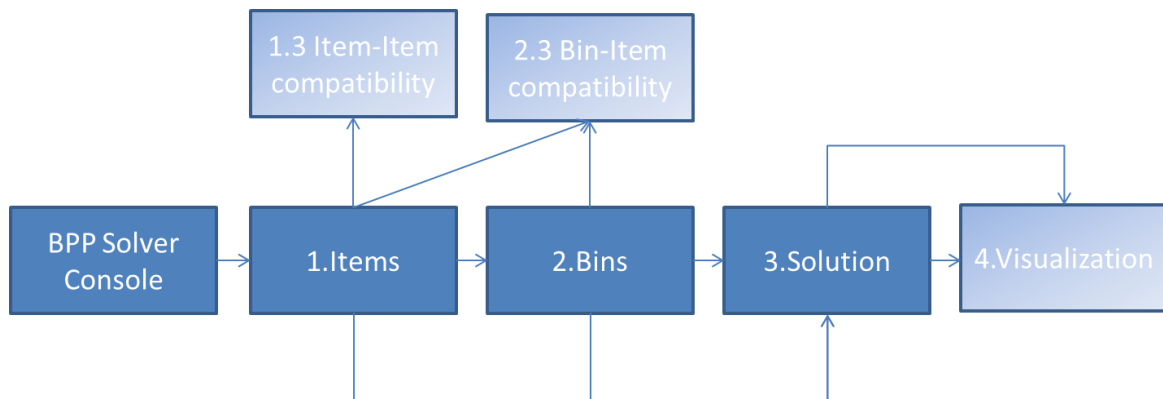 1.3 Item-Item
compatibility
2.3 Bin-Item
compatibility
BPP Solver
Console
1.Items
2.Bins
3.Solution
4.Visualization